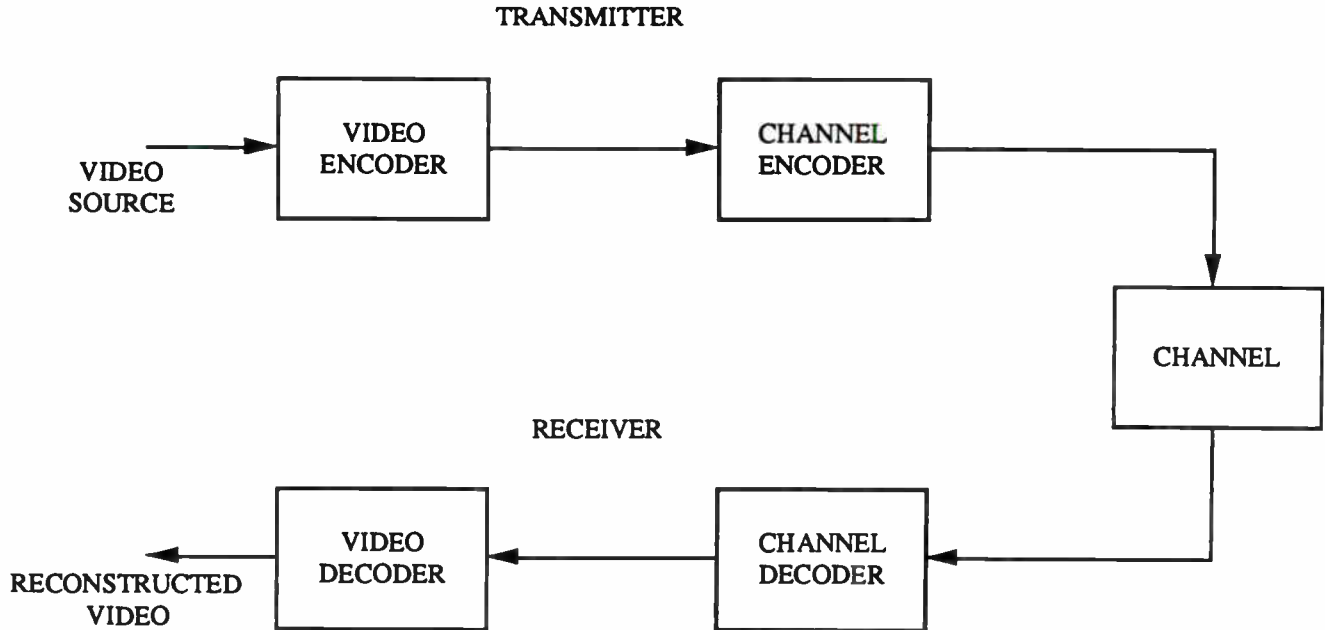 TRANSMITTER
VIDEO
SOURCE
VIDEO
ENCODER
CHANNEL
ENCODER
CHANNEL
RECEIVER
CHANNEL
DECODER
VIDEO
DECODER
RECONSTRUCTED
VIDEO